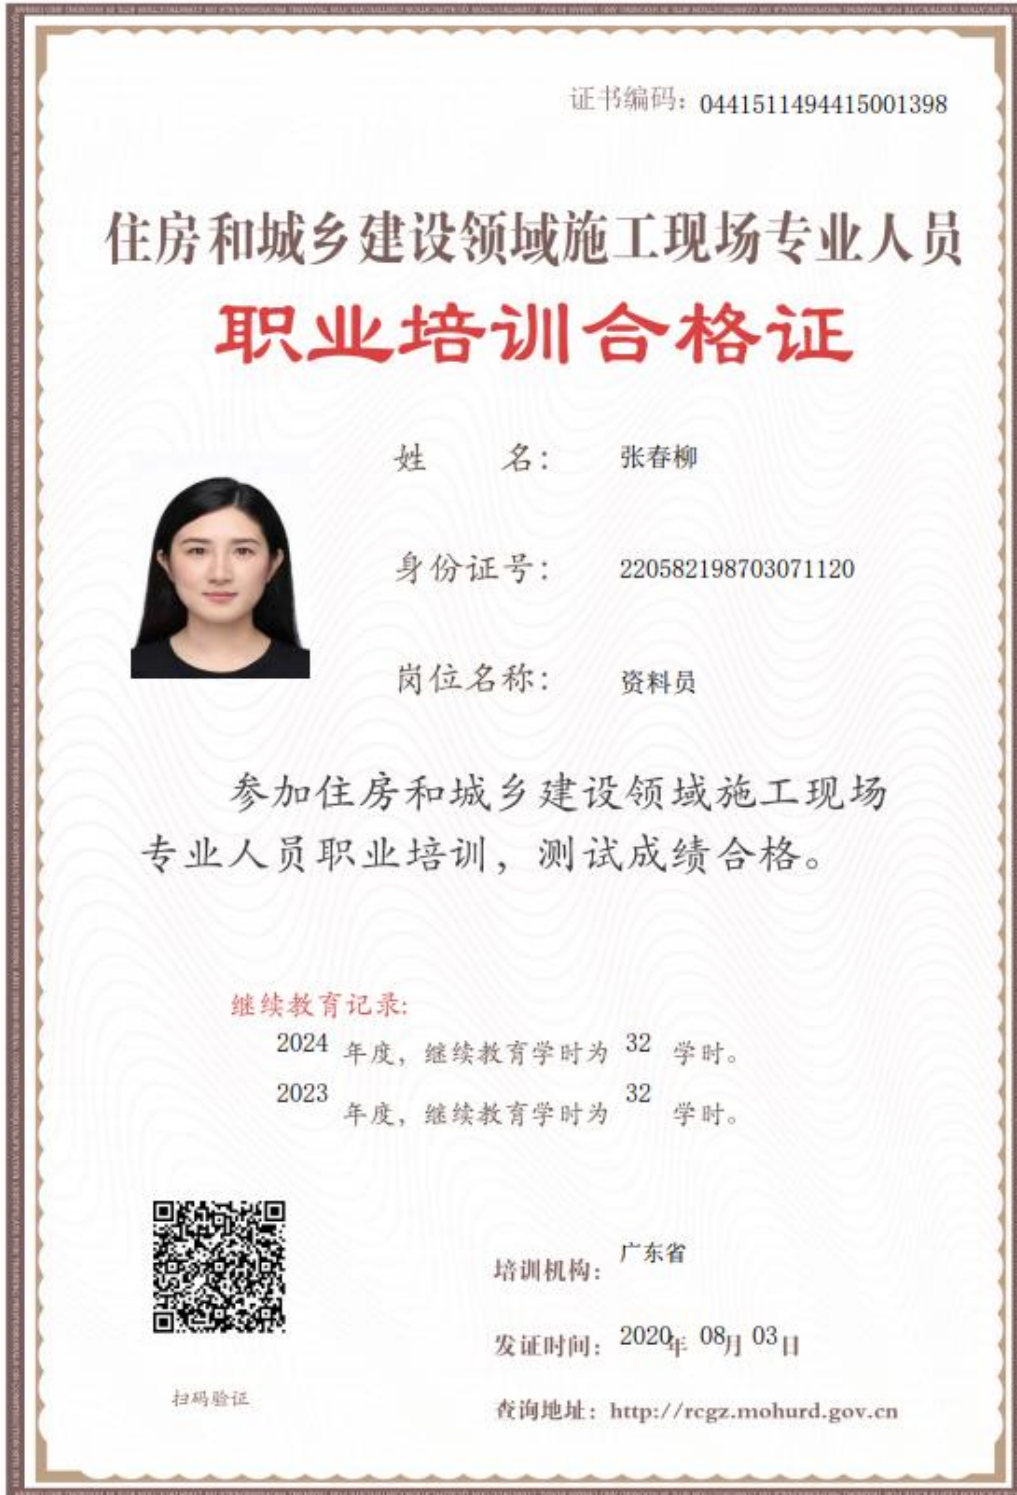 证书编码：0441511494415001398
住房和城乡建设领域施工现场专业人员
职业培训合格证
姓　　名：张春柳
身份证号：220582198703071120
岗位名称：资料员
参加住房和城乡建设领域施工现场
专业人员职业培训，测试成绩合格。
继续教育记录:
2024 年度，继续教育学时为 32 学时。
2023 年度，继续教育学时为 32 学时。
培训机构：广东省
发证时间：2020年 08月 03日
扫码验证
查询地址：http://rcgz.mohurd.gov.cn